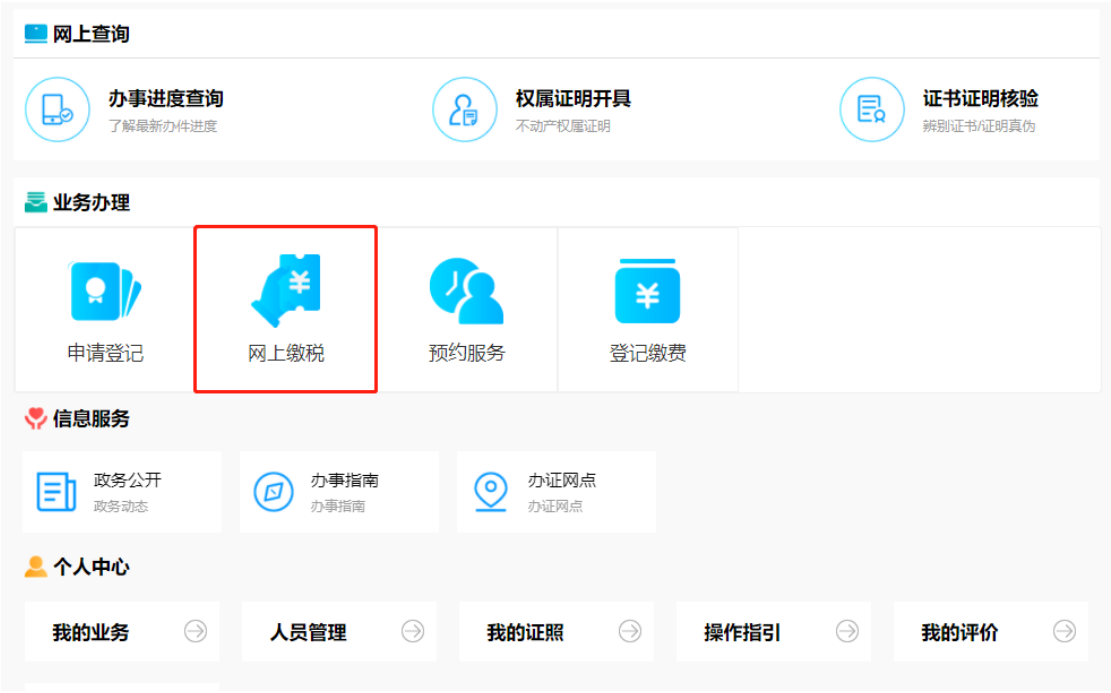 网上查询
办事进度查询
了解最新办件进度
权属证明开具
不动产权属证明
证书证明核验
辨别证书/证明真伪
业务办理
¥
¥
申请登记
网上缴税
预约服务
登记缴费
信息服务
政务公开
政务动态
办事指南
办事指南
办证网点
办证网点
个人中心
我的业务
人员管理
我的证照
操作指引
我的评价